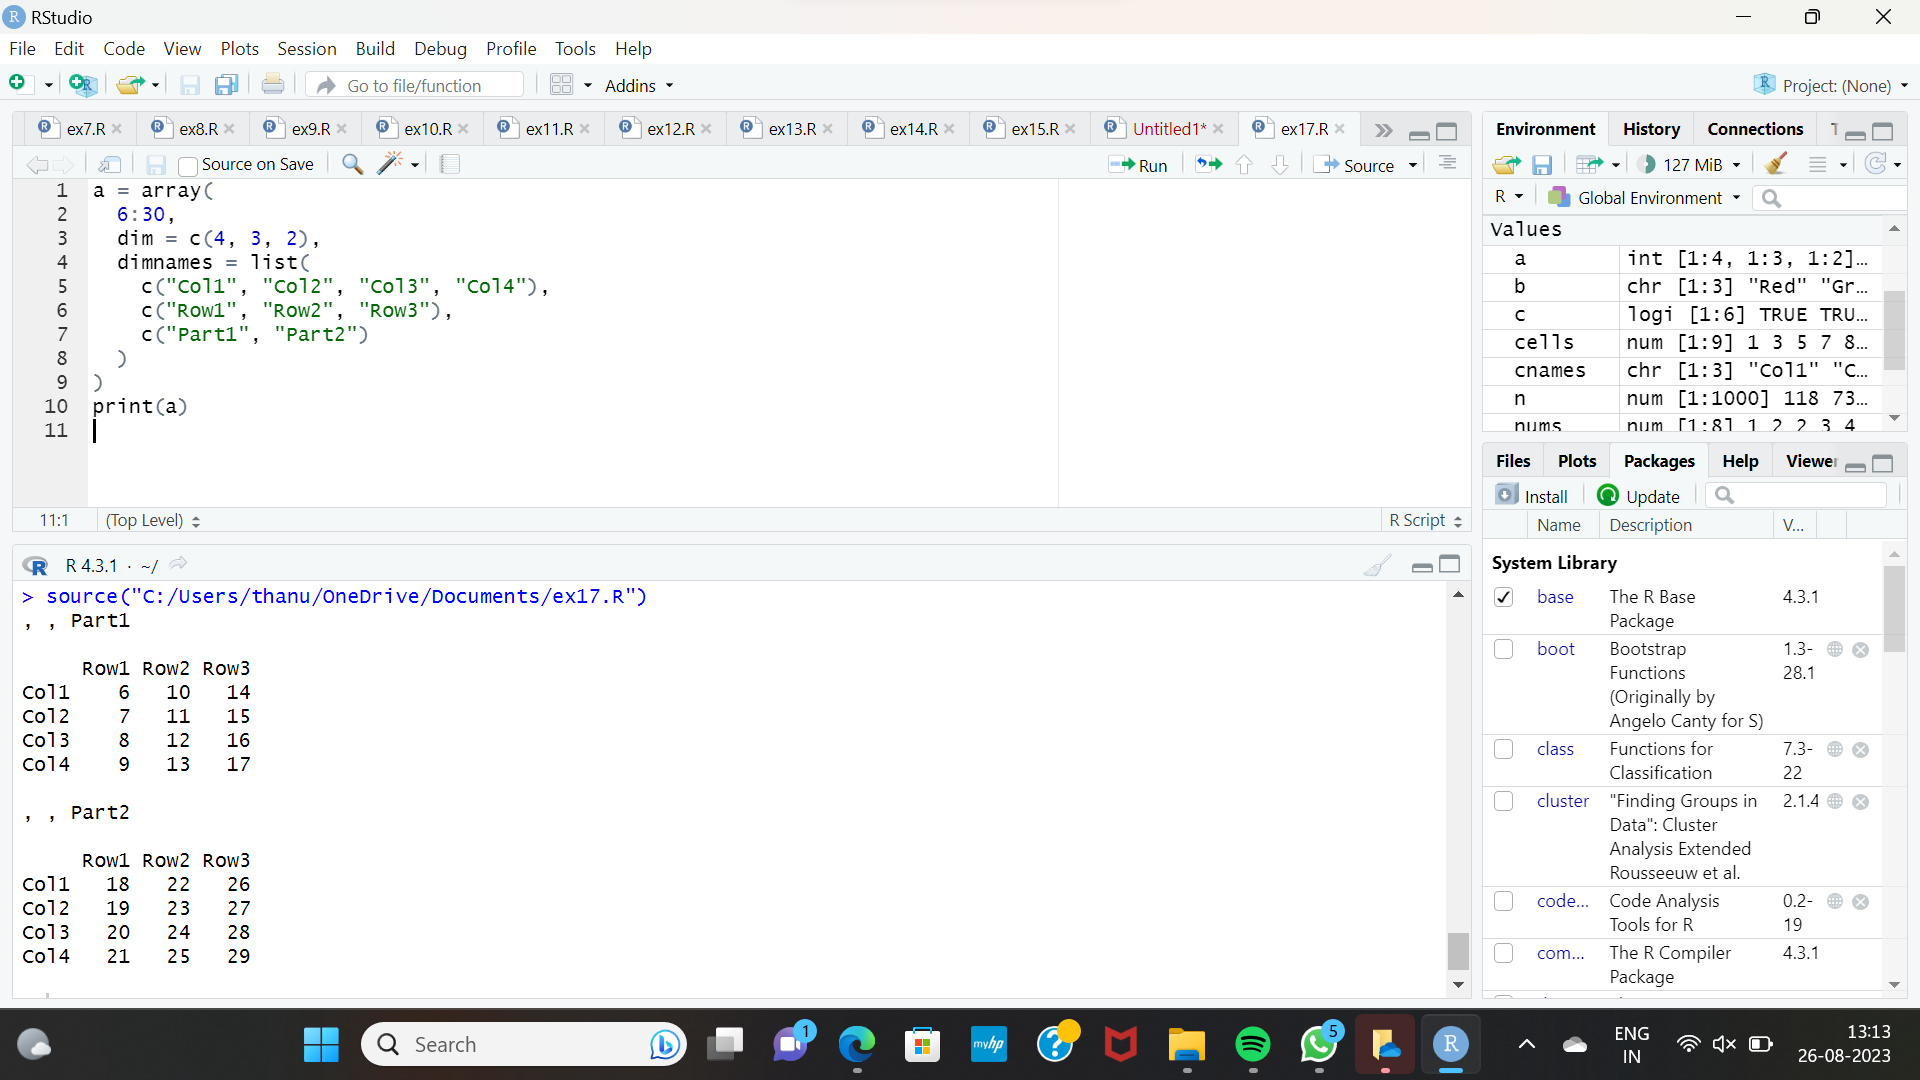 RStudio
File Edit Code View Plots Session Build Debug Profile Tools Help
Go to file/function Addins Project: (None)
ex7.R ex8.R ex9.R ex10.R ex11.R ex12.R ex13.R ex14.R ex15.R Untitled1* ex17.R
Source on Save Run Source
1 a = array(
2 6:30,
3 dim = c(4, 3, 2),
4 dimnames = list(
5 c("Col1", "Col2", "Col3", "Col4"),
6 c("Row1", "Row2", "Row3"),
7 c("Part1", "Part2")
8 )
9 )
10 print(a)
11
11:1 (Top Level) R Script
R 4.3.1 · ~/
> source("C:/Users/thanu/OneDrive/Documents/ex17.R")
, , Part1
Row1 Row2 Row3
Col1 6 10 14
Col2 7 11 15
Col3 8 12 16
Col4 9 13 17
, , Part2
Row1 Row2 Row3
Col1 18 22 26
Col2 19 23 27
Col3 20 24 28
Col4 21 25 29
Environment History Connections
127 MiB
R Global Environment
Values
a int [1:4, 1:3, 1:2]…
b chr [1:3] "Red" "Gr…
c logi [1:6] TRUE TRU…
cells num [1:9] 1 3 5 7 8…
cnames chr [1:3] "Col1" "C…
n num [1:1000] 118 73…
nums num [1:8] 1 2 2 3 4
Files Plots Packages Help Viewer
Install Update
Name Description V...
System Library
base The R Base Package 4.3.1
boot Bootstrap Functions (Originally by Angelo Canty for S) 1.3-28.1
class Functions for Classification 7.3-22
cluster "Finding Groups in Data": Cluster Analysis Extended Rousseeuw et al. 2.1.4
code... Code Analysis Tools for R 0.2-19
com... The R Compiler Package 4.3.1
Search
1
myhp
5
ENG
IN
13:13
26-08-2023